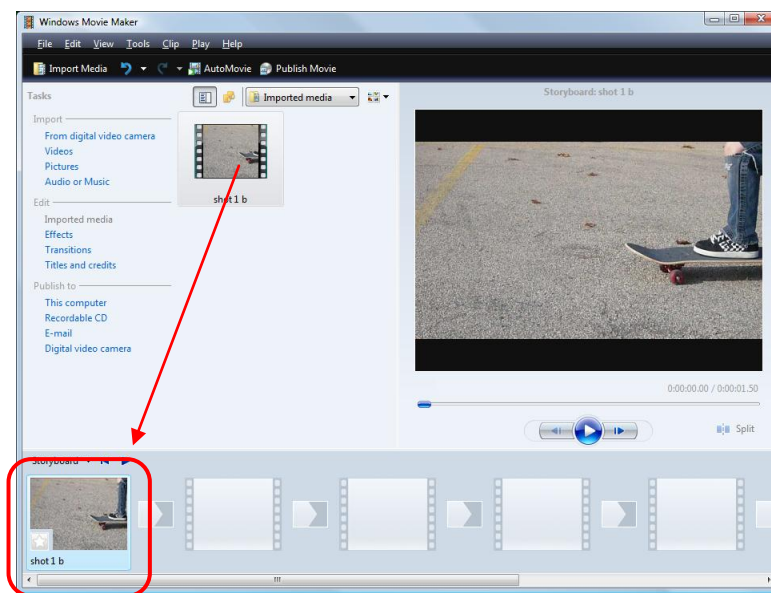 Windows Movie Maker
File Edit View Tools Clip Play Help
Import Media AutoMovie Publish Movie
Tasks
Imported media
Storyboard: shot 1 b
Import
From digital video camera
Videos
Pictures
Audio or Music
shot 1 b
Edit
Imported media
Effects
Transitions
Titles and credits
Publish to
This computer
Recordable CD
E-mail
Digital video camera
0:00:00.00 / 0:00:01.50
Split
Storyboard
shot 1 b